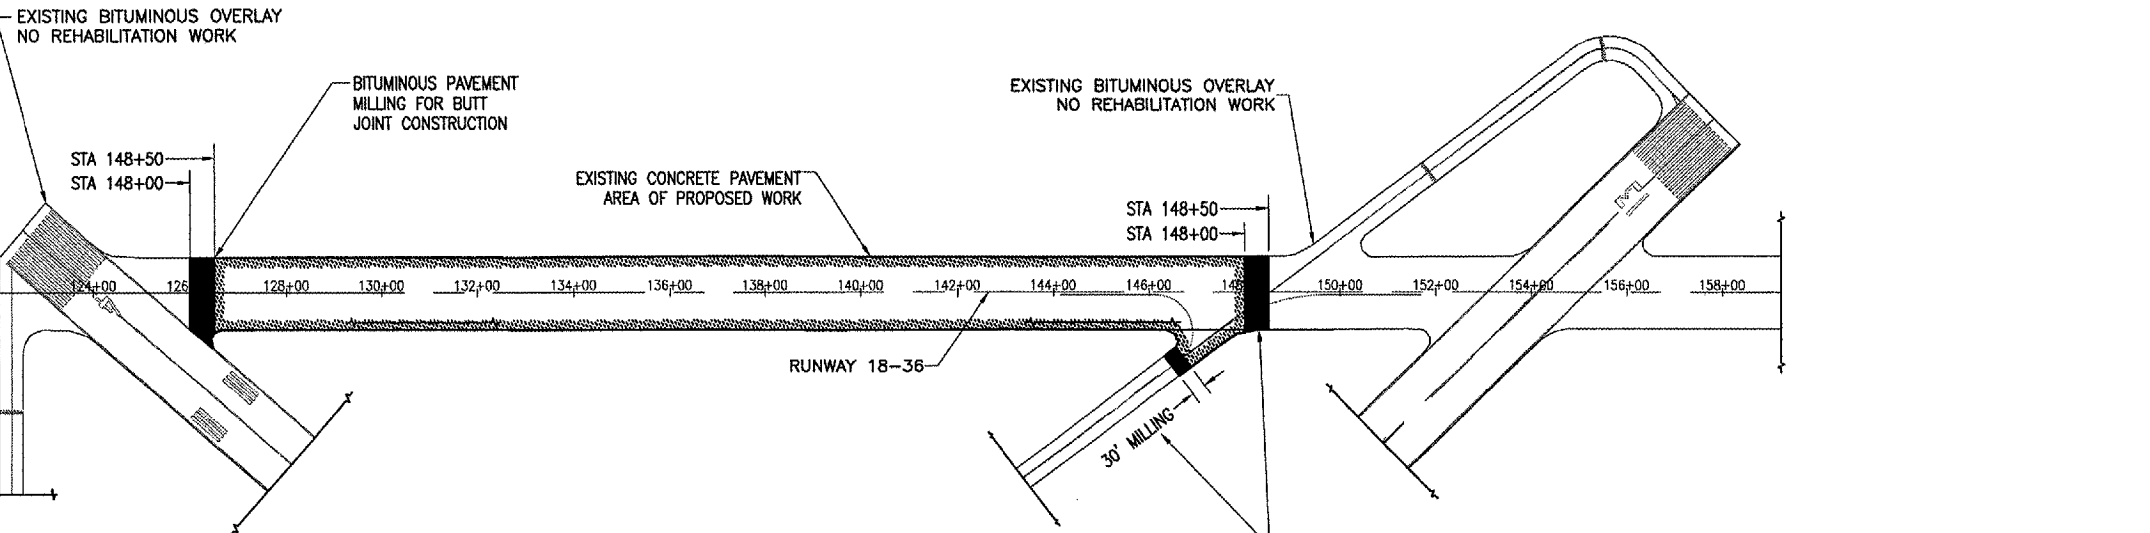 EXISTING BITUMINOUS OVERLAY
NO REHABILITATION WORK
BITUMINOUS PAVEMENT
MILLING FOR BUTT
JOINT CONSTRUCTION
STA 148+50
STA 148+00
EXISTING CONCRETE PAVEMENT
AREA OF PROPOSED WORK
EXISTING BITUMINOUS OVERLAY
NO REHABILITATION WORK
STA 148+50
STA 148+00
124+00 126 128+00 130+00 132+00 134+00 136+00 138+00 140+00 142+00 144+00 146+00 148 150+00 152+00 154+00 156+00 158+00
RUNWAY 18-36
30' MILLING